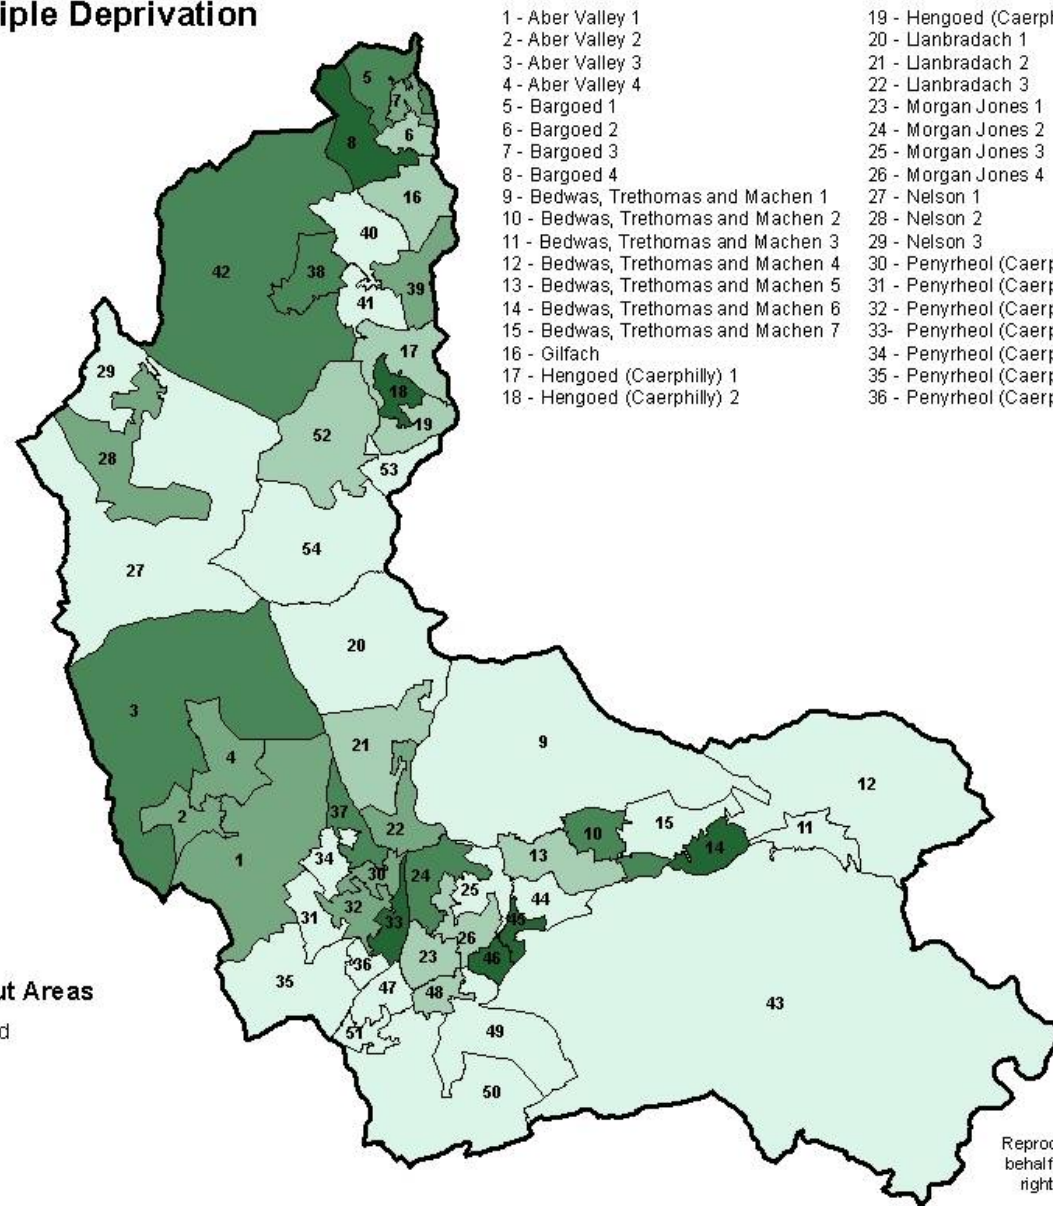 iple Deprivation
1 - Aber Valley 1
2 - Aber Valley 2
3 - Aber Valley 3
4 - Aber Valley 4
5 - Bargoed 1
6 - Bargoed 2
7 - Bargoed 3
8 - Bargoed 4
9 - Bedwas, Trethomas and Machen 1
10 - Bedwas, Trethomas and Machen 2
11 - Bedwas, Trethomas and Machen 3
12 - Bedwas, Trethomas and Machen 4
13 - Bedwas, Trethomas and Machen 5
14 - Bedwas, Trethomas and Machen 6
15 - Bedwas, Trethomas and Machen 7
16 - Gilfach
17 - Hengoed (Caerphilly) 1
18 - Hengoed (Caerphilly) 2
19 - Hengoed (Caerph
20 - Llanbradach 1
21 - Llanbradach 2
22 - Llanbradach 3
23 - Morgan Jones 1
24 - Morgan Jones 2
25 - Morgan Jones 3
26 - Morgan Jones 4
27 - Nelson 1
28 - Nelson 2
29 - Nelson 3
30 - Penyrheol (Caerp
31 - Penyrheol (Caerp
32 - Penyrheol (Caerp
33- Penyrheol (Caerp
34 - Penyrheol (Caerp
35 - Penyrheol (Caerp
36 - Penyrheol (Caerp
5
7
6
8
16
40
42
38
39
41
17
29
18
19
52
28
53
54
27
20
3
21
9
4
12
37
2
22
10
15
11
14
1
34
13
30
24
25
44
32
31
33
45
26
23
46
36
35
47
48
43
51
49
50
ut Areas
d
Reproc
behalf
right